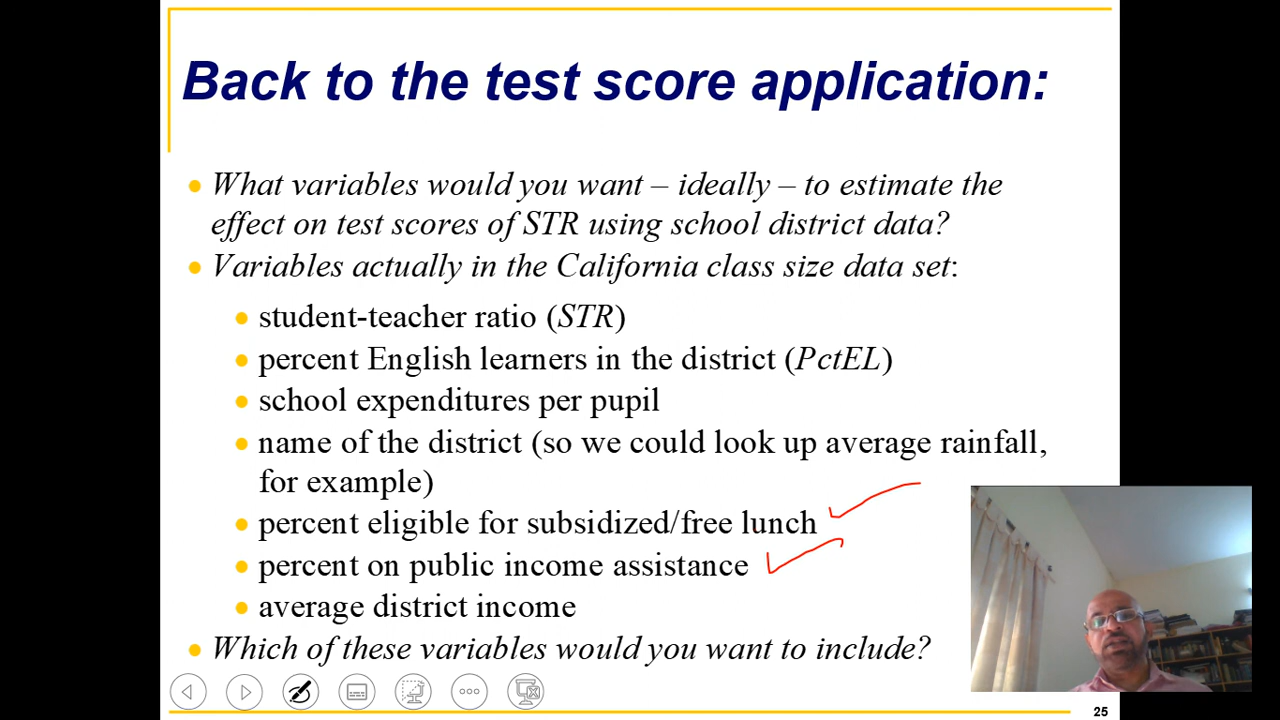 Back to the test score application:
What variables would you want – ideally – to estimate the
effect on test scores of STR using school district data?
Variables actually in the California class size data set:
student-teacher ratio (STR)
percent English learners in the district (PctEL)
school expenditures per pupil
name of the district (so we could look up average rainfall,
for example)
percent eligible for subsidized/free lunch
percent on public income assistance
average district income
Which of these variables would you want to include?
25